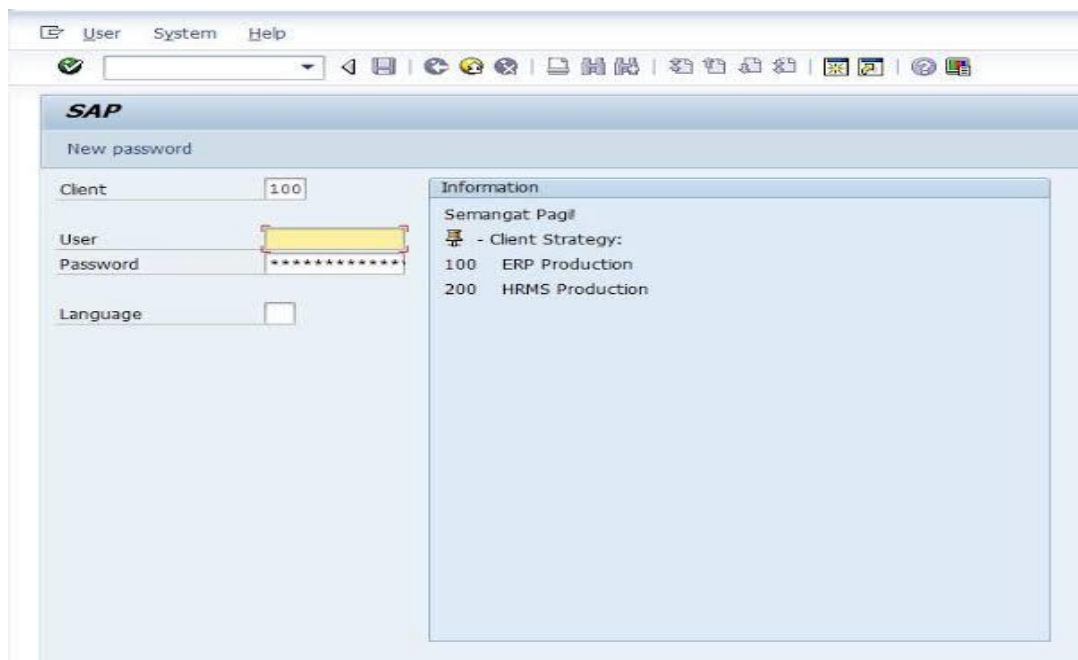 User System Help
SAP
New password
Client 100
User
Password ************
Language
Information
Semangat Pagi!
- Client Strategy:
100 ERP Production
200 HRMS Production